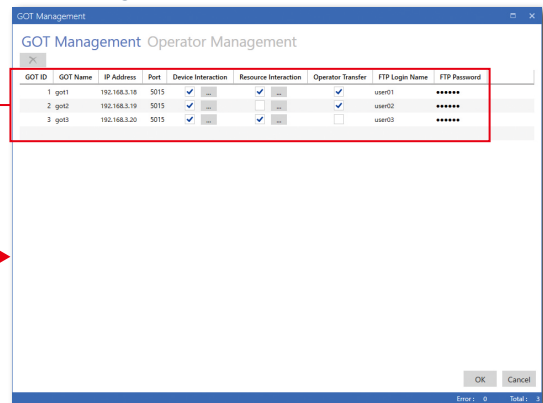 GOT Management
GOT Management Operator Management
GOT ID GOT Name IP Address Port Device Interaction Resource Interaction Operator Transfer FTP Login Name FTP Password
1 got1 192.168.3.18 5015 ... ... user01 ●●●●●●
2 got2 192.168.3.19 5015 ... ... user02 ●●●●●●
3 got3 192.168.3.20 5015 ... ... user03 ●●●●●●
OK Cancel
Error : 0 Total : 3